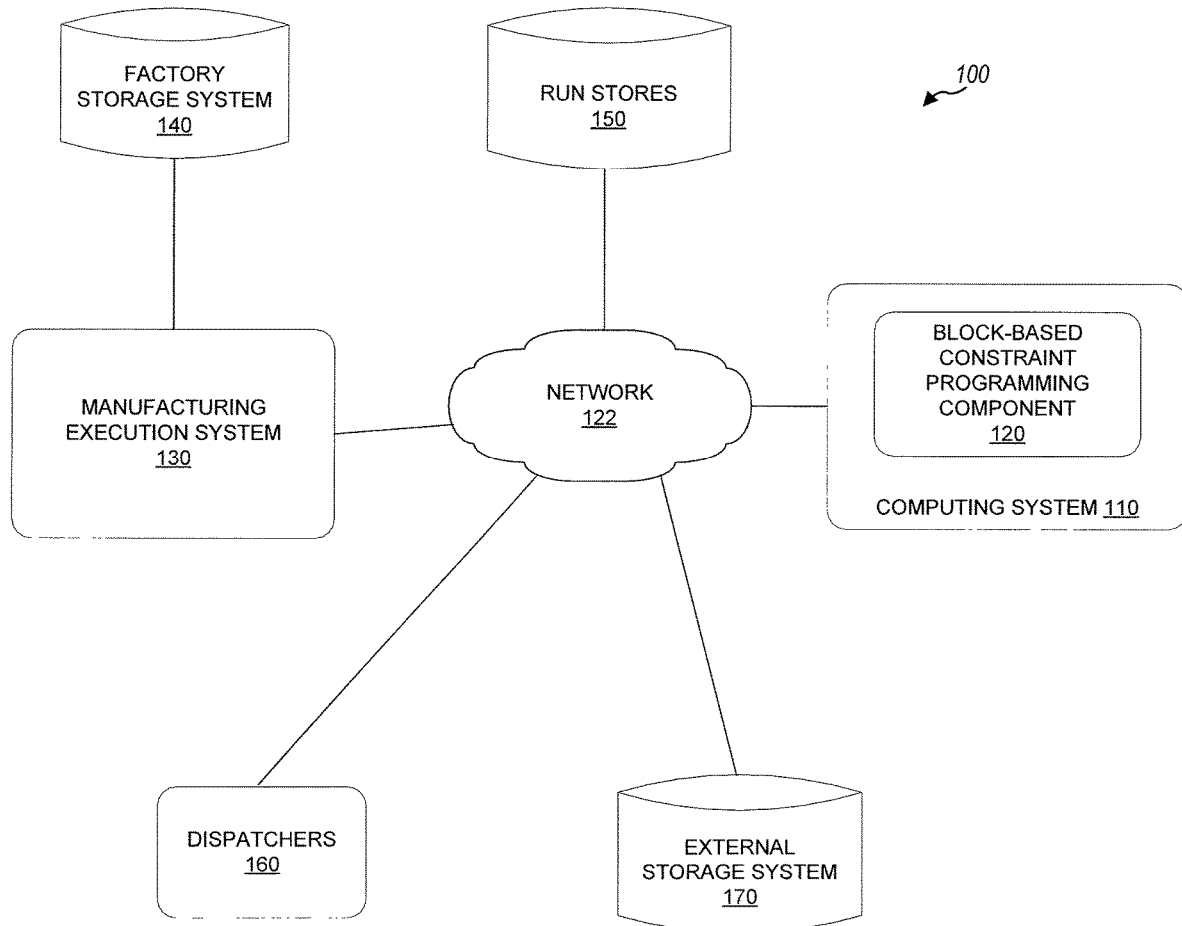 FACTORY
STORAGE SYSTEM
140
RUN STORES
150
100
MANUFACTURING
EXECUTION SYSTEM
130
NETWORK
122
BLOCK-BASED
CONSTRAINT
PROGRAMMING
COMPONENT
120
COMPUTING SYSTEM 110
DISPATCHERS
160
EXTERNAL
STORAGE SYSTEM
170